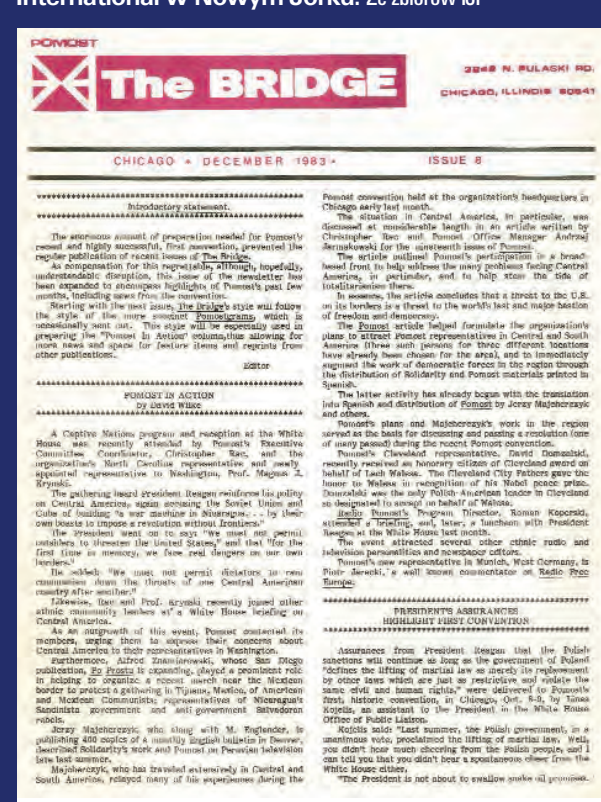 International w Nowym Jorku. Ze zbiorów
POMOST
The BRIDGE
N. PULASKI RD.
CHICAGO, ILLINOIS 60641
CHICAGO • DECEMBER 1983 •
ISSUE 8
Introductory statement.
The enormous amount of preparation needed for Pomost's
recent and highly successful, first convention, prevented the
regular publication of recent issues of The Bridge.
As compensation for this regretable, although, hopefully,
understandable disruption, this issue of the newsletter has
been expanded to encompass highlights of Pomost's past few
months, including news from the convention.
Starting with the next issue, The Bridge's style will follow
the style of the more succinct Pomostgrams, which is
occasionally sent out. This style will be especially used in
preparing the "Pomost In Action" column, thus allowing for
more news and space for feature items and reprints from
other publications.
Editor
POMOST IN ACTION
by David Wilke
A Captive Nations program and reception at the White
House was recently attended by Pomost's Executive
Committee Coordinator, Christopher Rac, and the
organization's North Carolina representative and newly
appointed representative to Washington, Prof. Magnus J.
Krynski.
The gathering heard President Reagan reinforce his policy
on Central America, again accusing the Soviet Union and
Cuba of building "a war machine in Nicaragua. . . by their
own boasts to impose a revolution without frontiers."
The President went on to say: "we must not permit
outsiders to threaten the United States," and that "for the
first time in memory, we face real dangers on our own
borders."
He added: "We must not permit dictators to ram
communism down the throats of one Central American
country after another."
Likewise, Rac and Prof. Krynski recently joined other
ethnic community leaders at a White House briefing on
Central America.
As an outgrowth of this event, Pomost contacted its
members, urging them to express their concerns about
Central America to their representatives in Washington.
Furthermore, Alfred Znamierowski, whose San Diego
publication, Po Prostu is expanding, played a prominent role
in helping to organize a recent march near the Mexican
border to protest a gathering in Tijuana, Mexico, of American
and Mexican Communists; representatives of Nicaragua's
Sandinista government and anti-government Salvadoran
rebels.
Jerzy Majcherczyk, who along with M. Englender, is
publishing 400 copies of a monthly English bulletin in Denver,
described Solidarity's work and Pomost on Peruvian television
late last summer.
Majcherczyk, who has traveled extensively in Central and
South America, relayed many of his experiences during the
Pomost convention held at the organization's headquarters in
Chicago early last month.
The situation in Central America, in particular, was
discussed at considerable length in an article written by
Christopher Rac and Pomost Office Manager Andrzej
Jarmakowski for the nineteenth issue of Pomost.
The article outlined Pomost's participation in a broad-
based front to help address the many problems facing Central
America, in particular, and to help stem the tide of
totalitarianism there.
In essence, the article concludes that a threat to the U.S.
on its borders is a threat to the world's last and major bastion
of freedom and democracy.
The Pomost article helped formulate the organization's
plans to attract Pomost representatives in Central and South
America (three such persons for three different locations
have already been chosen for the area), and to immediately
augment the work of democratic forces in the region through
the distribution of Solidarity and Pomost materials printed in
Spanish.
The latter activity has already begun with the translation
into Spanish and distribution of Pomost by Jerzy Majcherczyk
and others.
Pomost's plans and Majcherczyk's work in the region
served as the basis for discussing and passing a resolution (one
of many passed) during the recent Pomost convention.
Pomost's Cleveland representative, David Domzalski,
recently received an honorary citizen of Cleveland award on
behalf of Lech Walesa. The Cleveland City Fathers gave the
honor to Walesa in recognition of his Nobel peace prize.
Domzalski was the only Polish-American leader in Cleveland
so designated to accept on behalf of Walesa.
Radio Pomost's Program Director, Roman Koperski,
attended a briefing, and, later, a luncheon with President
Reagan at the White House last month.
The event attracted several other ethnic radio and
television personalities and newspaper editors.
Pomost's new representative in Munich, West Germany, is
Piotr Jerecki, a well known commentator on Radio Free
Europe.
PRESIDENT'S ASSURANCES
HIGHLIGHT FIRST CONVENTION
Assurances from President Reagan that the Polish
sanctions will continue as long as the government of Poland
"defines the lifting of martial law as merely its replacement
by other laws which are just as restrictive and violate the
same civil and human rights," were delivered to Pomost's
first, historic convention, in Chicago, Oct. 8-9, by Linas
Kojelis, an assistant to the President in the White House
Office of Public Liaison.
Kojelis said: "Last summer, the Polish government, in a
unanimous vote, proclaimed the lifting of martial law. Well,
you didn't hear much cheering from the Polish people, and I
can tell you that you didn't hear a spontaneous cheer from the
White House either.
"The President is not about to swallow snake oil promises.